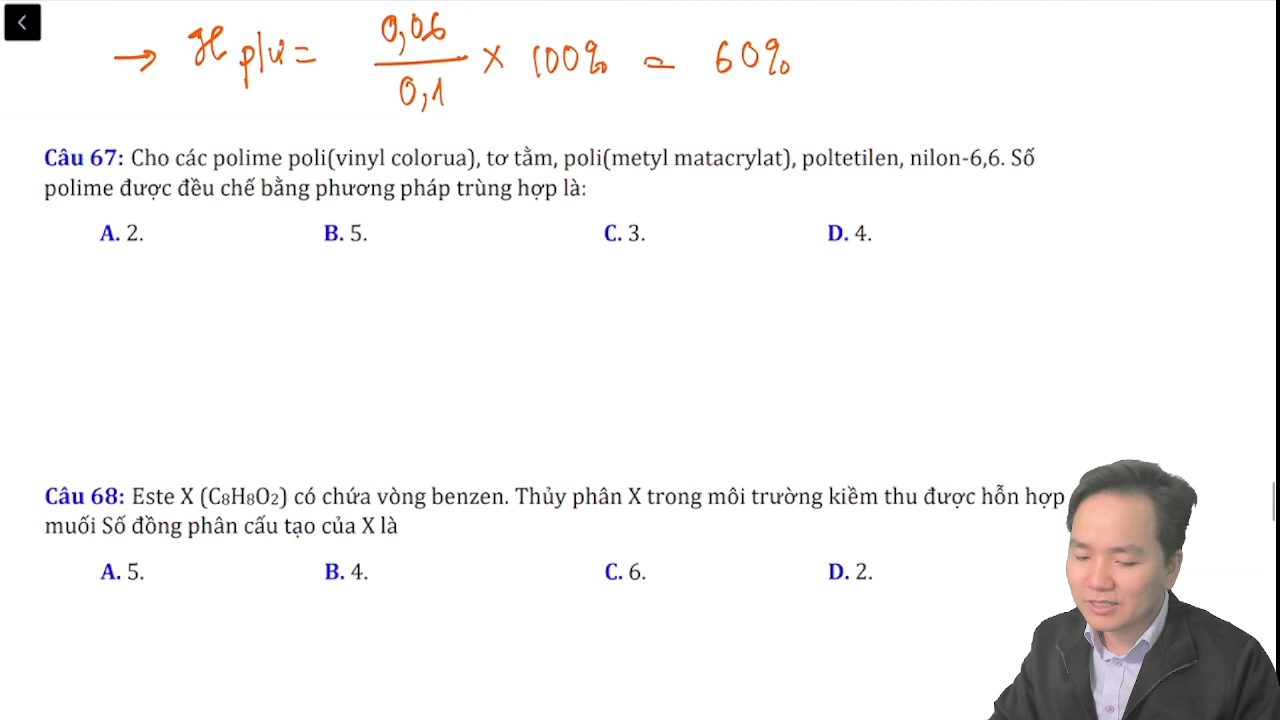 → H p/ư = 0,06 / 0,1 × 100% = 60%
Câu 67: Cho các polime poli(vinyl colorua), tơ tằm, poli(metyl matacrylat), poltetilen, nilon-6,6. Số
polime được đều chế bằng phương pháp trùng hợp là:
A. 2. B. 5. C. 3. D. 4.
Câu 68: Este X (C₈H₈O₂) có chứa vòng benzen. Thủy phân X trong môi trường kiềm thu được hỗn hợp
muối Số đồng phân cấu tạo của X là
A. 5. B. 4. C. 6. D. 2.